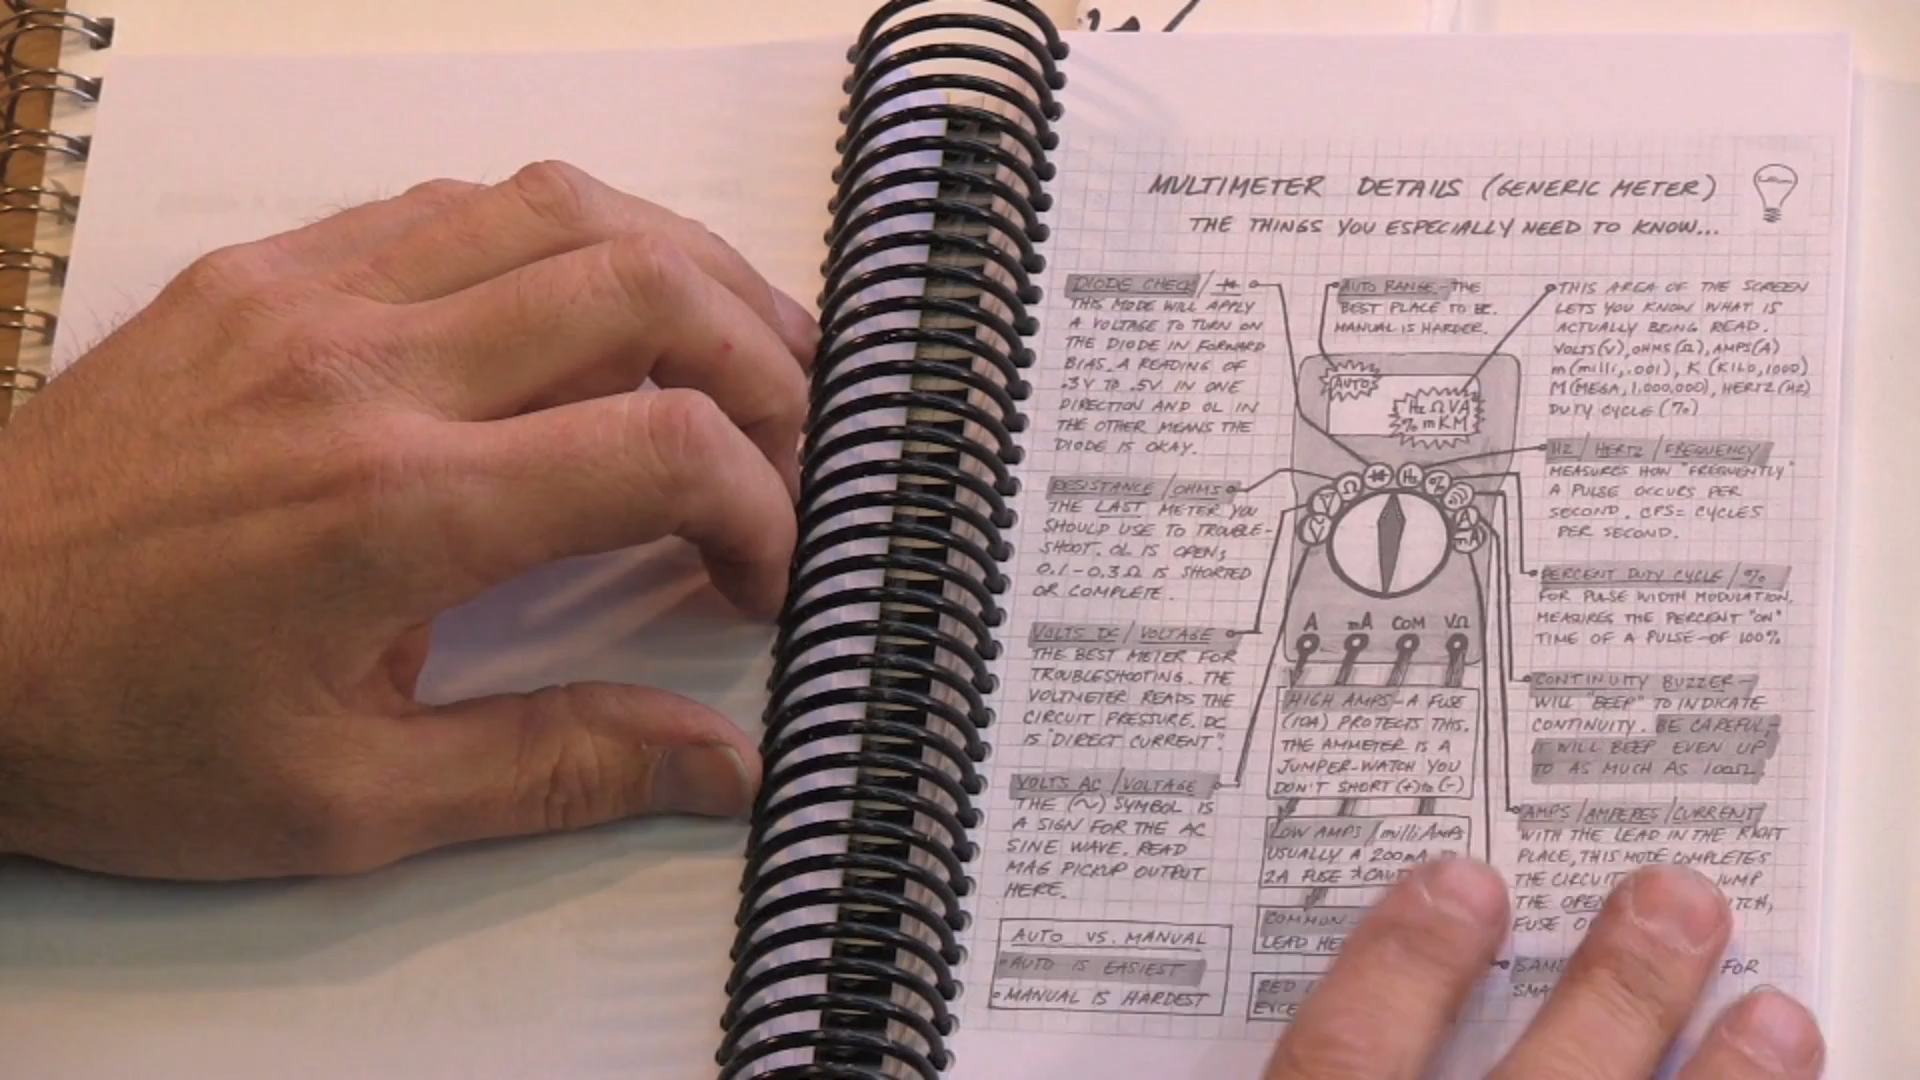 MULTIMETER DETAILS (GENERIC METER)
THE THINGS YOU ESPECIALLY NEED TO KNOW...
DIODE CHECK/
THIS MODE WILL APPLY
A VOLTAGE TO TURN ON
THE DIODE IN FORWARD
BIAS. A READING OF
.3V TO .5V IN ONE
DIRECTION AND OL IN
THE OTHER MEANS THE
DIODE IS OKAY.
RESISTANCE/OHMS
THE LAST METER YOU
SHOULD USE TO TROUBLE-
SHOOT. OL IS OPEN;
0.1-0.3Ω IS SHORTED
OR COMPLETE.
VOLTS DC/VOLTAGE
THE BEST METER FOR
TROUBLESHOOTING. THE
VOLTMETER READS THE
CIRCUIT PRESSURE. DC
IS "DIRECT CURRENT".
VOLTS AC/VOLTAGE
THE (~) SYMBOL IS
A SIGN FOR THE AC
SINE WAVE. READ
MAG PICKUP OUTPUT
HERE.
AUTO VS. MANUAL
•AUTO IS EASIEST
•MANUAL IS HARDEST
AUTO RANGE-THE
BEST PLACE TO BE.
MANUAL IS HARDER.
AUTO
Hz Ω VA
% m KM
Ω
Hz
%
V
V
A
mA
A mA COM VΩ
HIGH AMPS-A FUSE
(10A) PROTECTS THIS.
THE AMMETER IS A
JUMPER-WATCH YOU
DON'T SHORT (+) to (-)
LOW AMPS/milliAmps
USUALLY A 200mA
2A FUSE
COMMON-
LEAD
RED
THIS AREA OF THE SCREEN
LETS YOU KNOW WHAT IS
ACTUALLY BEING READ.
VOLTS(V), OHMS(Ω), AMPS(A)
m(milli,.001), K(KILO,1000)
M(MEGA,1,000,000), HERTZ(HZ)
DUTY CYCLE(%)
HZ/HERTZ/FREQUENCY
MEASURES HOW "FREQUENTLY"
A PULSE OCCURS PER
SECOND. CPS=CYCLES
PER SECOND.
PERCENT DUTY CYCLE/%
FOR PULSE WIDTH MODULATION.
MEASURES THE PERCENT "ON"
TIME OF A PULSE-OF 100%
CONTINUITY BUZZER-
WILL "BEEP" TO INDICATE
CONTINUITY. BE CAREFUL-
IT WILL BEEP EVEN UP
TO AS MUCH AS 100Ω.
AMPS/AMPERES/CURRENT
WITH THE LEAD IN THE RIGHT
PLACE, THIS MODE COMPLETES
THE CIRCUIT
THE OPEN
FUSE
FOR